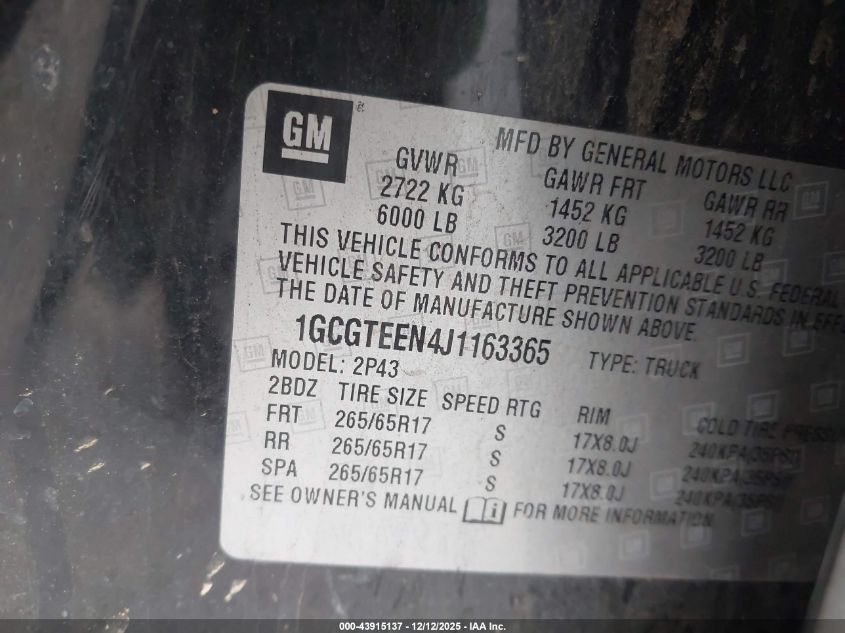 GM
MFD BY GENERAL MOTORS LLC
GVWR GAWR FRT GAWR RR
2722 KG 1452 KG 1452 KG
6000 LB 3200 LB 3200 LB
THIS VEHICLE CONFORMS TO ALL APPLICABLE U.S. FEDERAL
VEHICLE SAFETY AND THEFT PREVENTION STANDARDS IN EFF
THE DATE OF MANUFACTURE SHOWN ABOVE.
1GCGTEEN4J1163365 TYPE: TRUCK
MODEL: 2P43
2BDZ TIRE SIZE SPEED RTG RIM COLD TIRE PRESSU
FRT 265/65R17 S 17X8.0J 240KPA(35PSI)
RR 265/65R17 S 17X8.0J 240KPA(35PSI)
SPA 265/65R17 S 17X8.0J 240KPA(35PSI)
SEE OWNER'S MANUAL FOR MORE INFORMATION
000-43915137 - 12/12/2025 - IAA Inc.